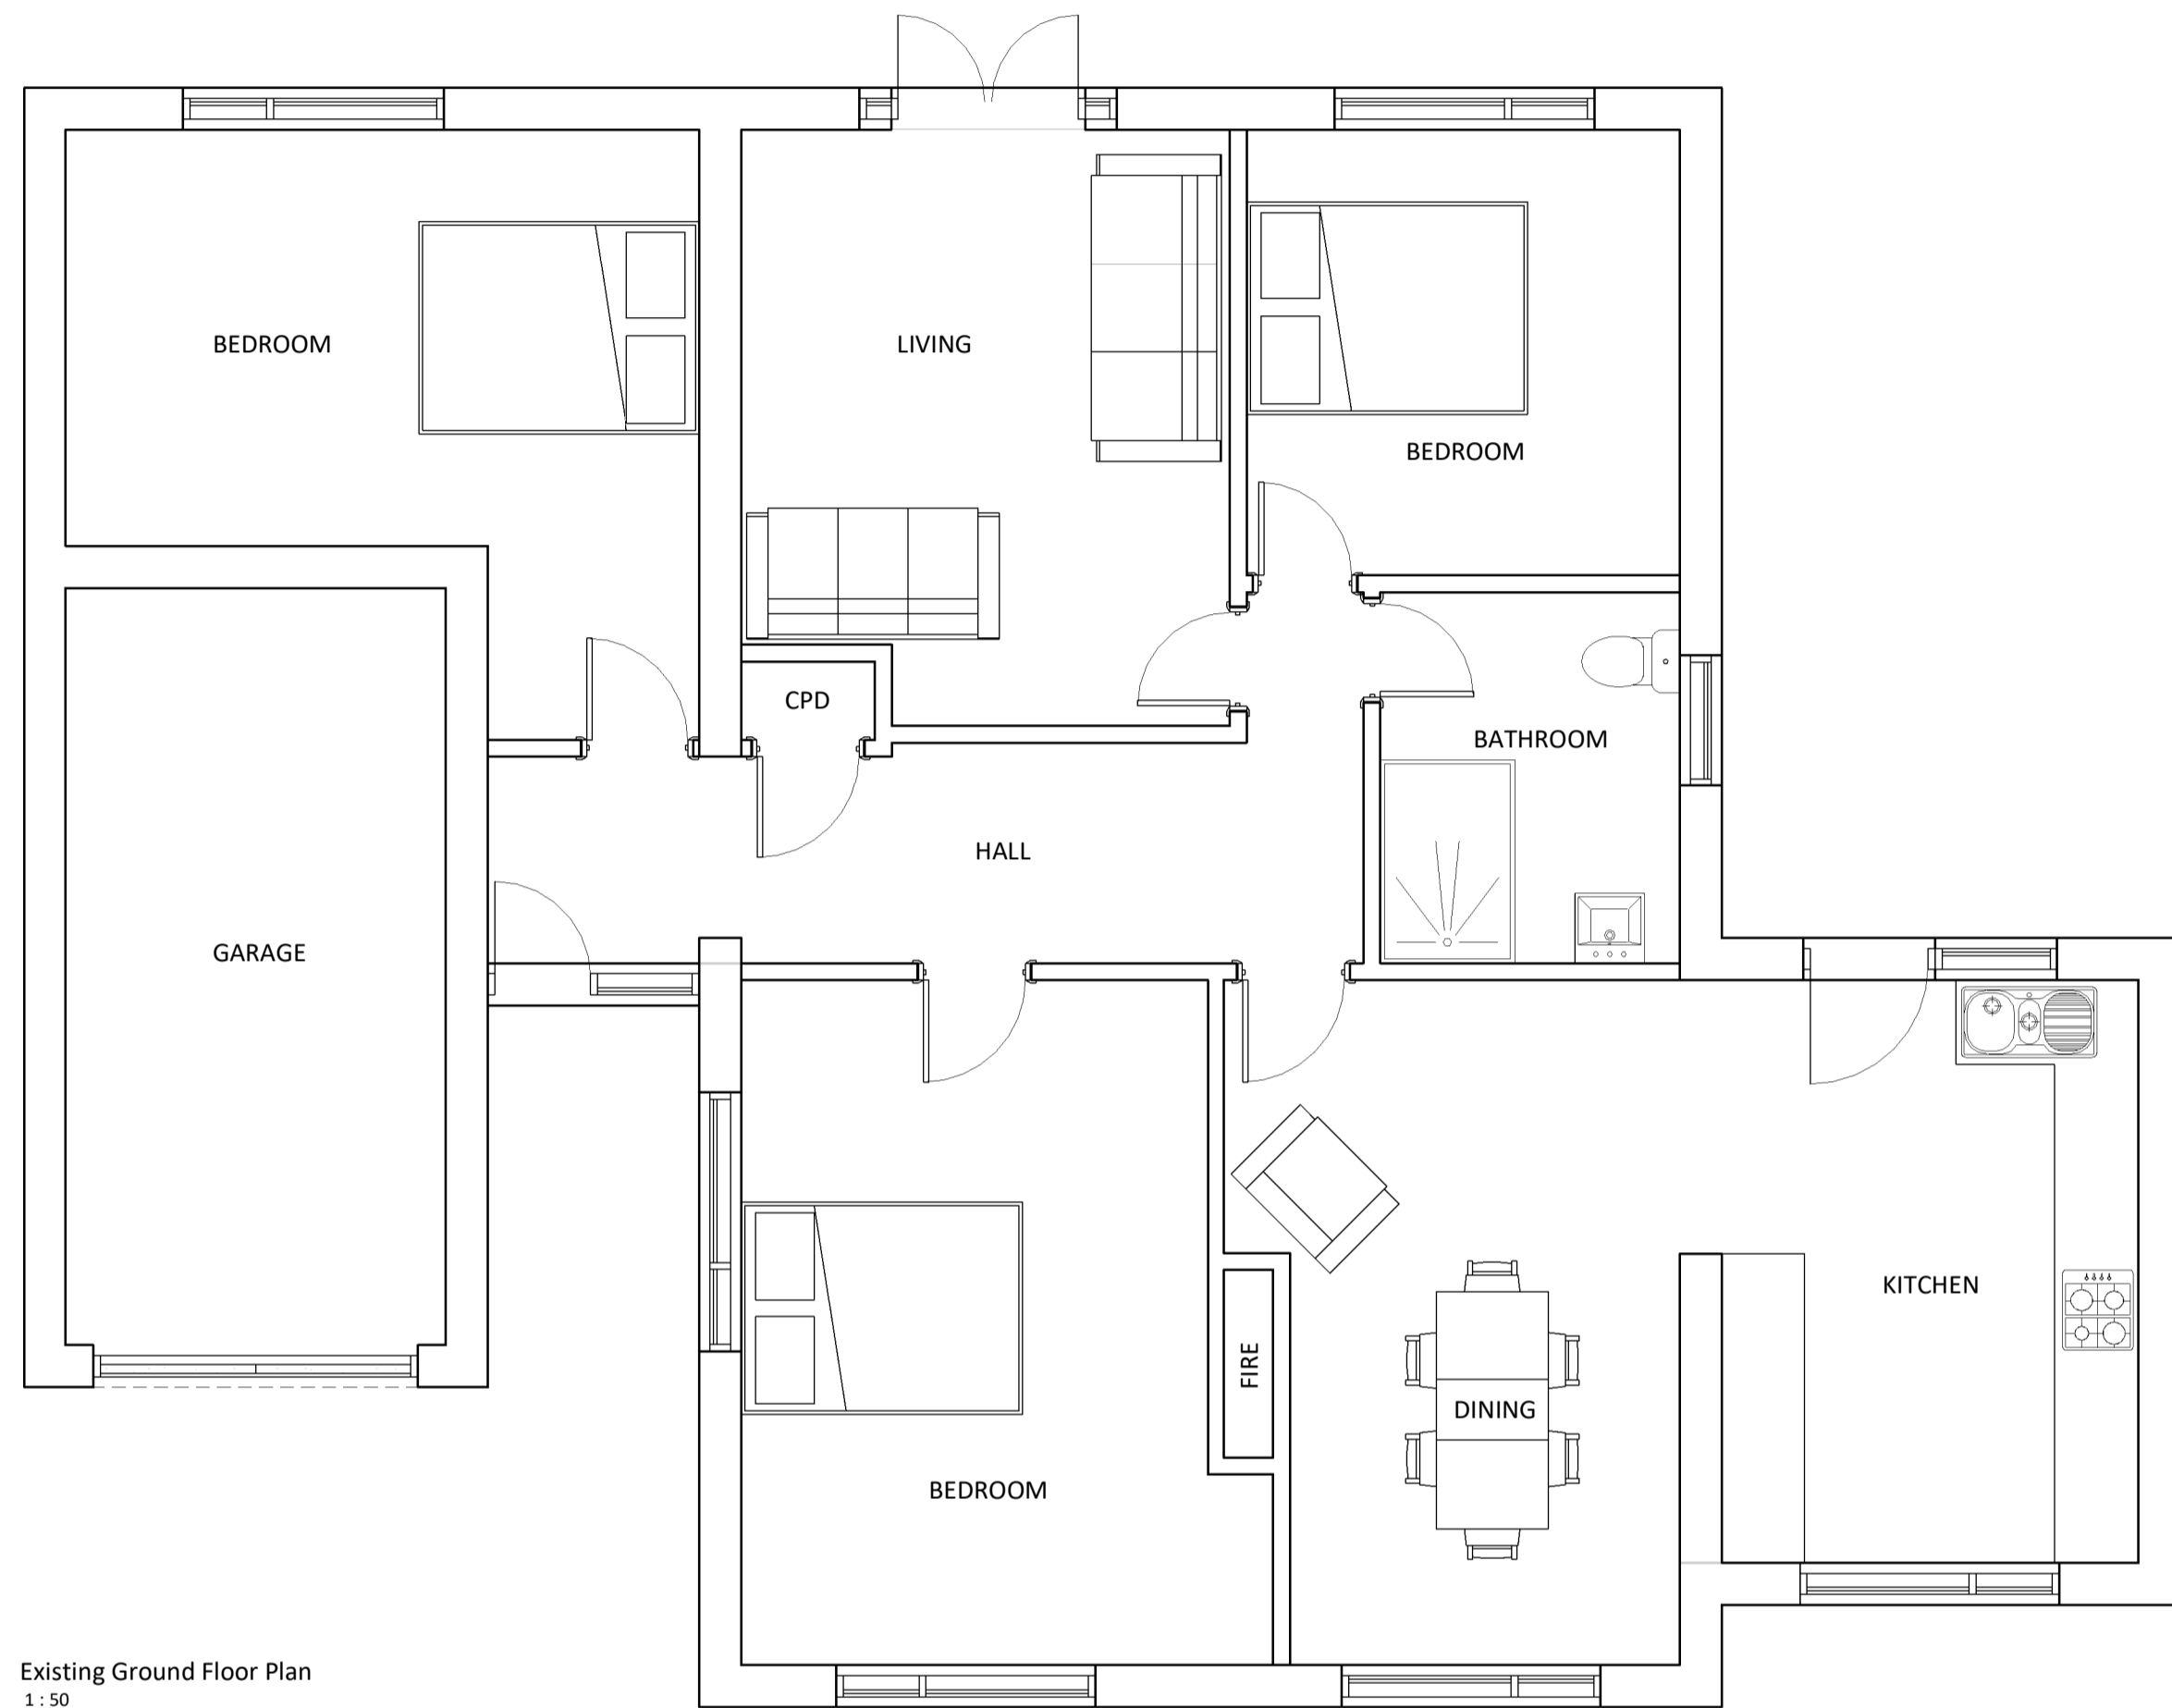 BEDROOM
LIVING
BEDROOM
CPD
BATHROOM
HALL
GARAGE
KITCHEN
FIRE
DINING
BEDROOM
Existing Ground Floor Plan
1 : 50